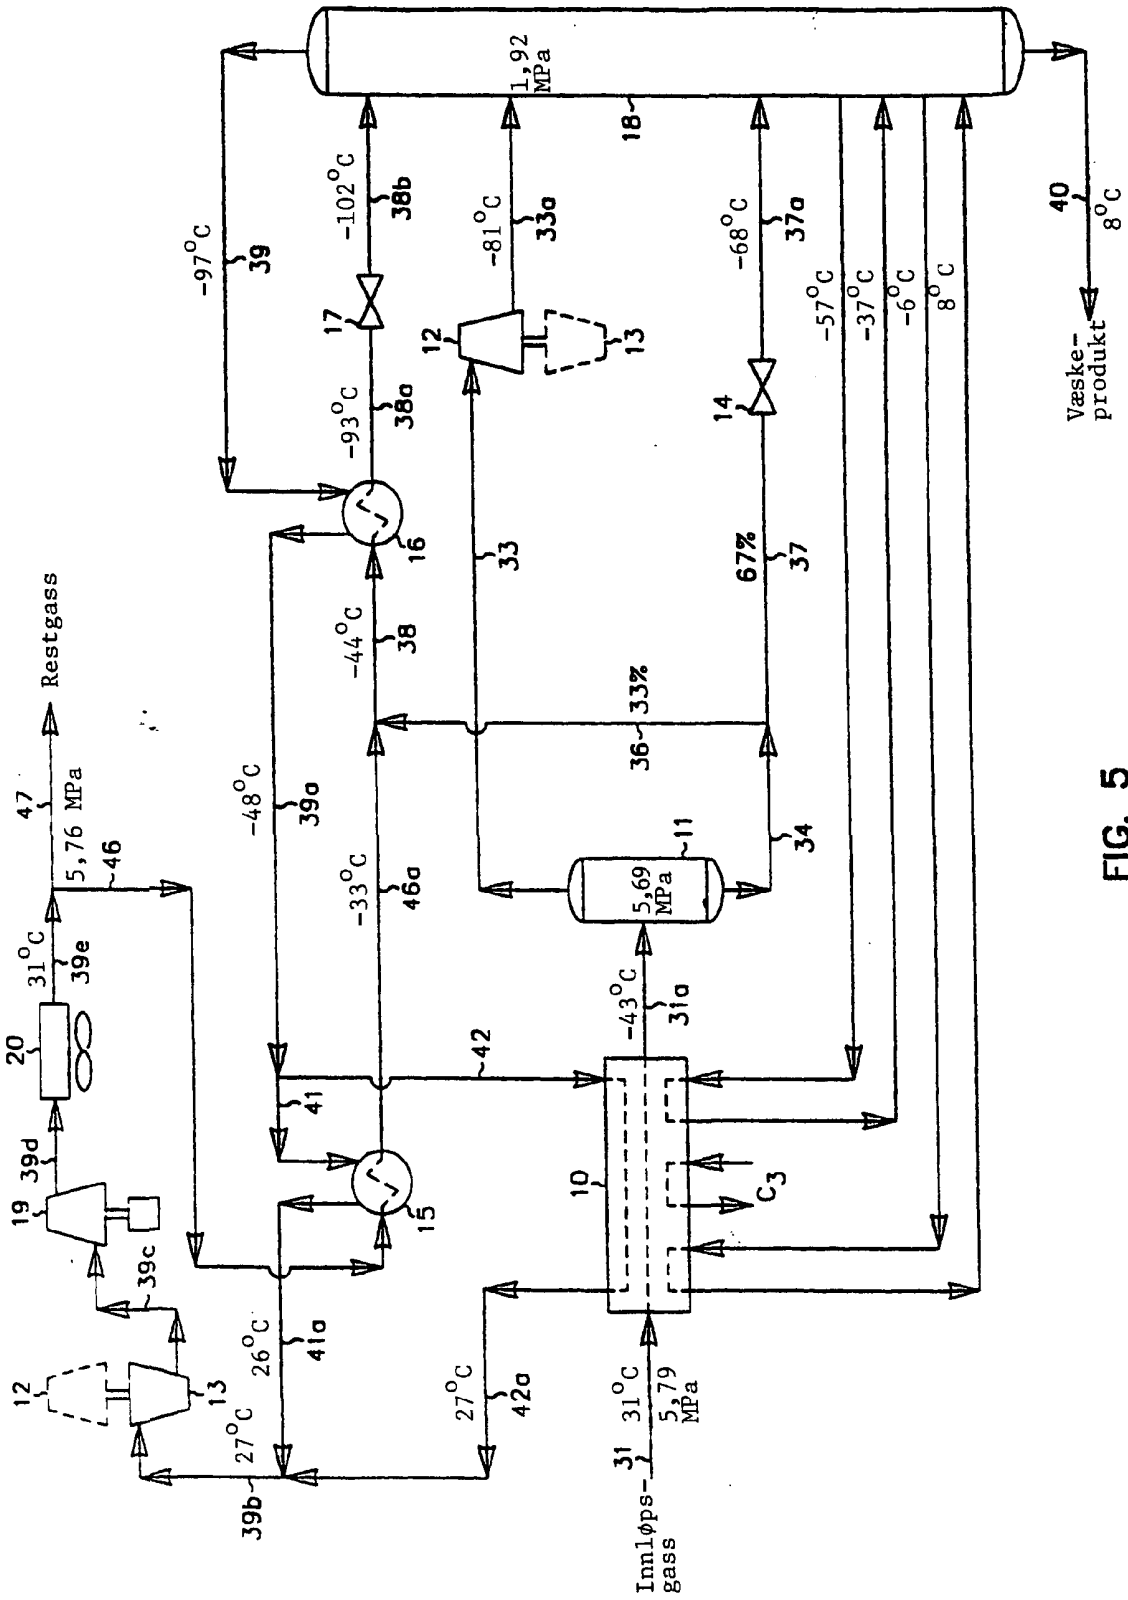 12
13
27°C
39b
39c
19
39d
20
31°C
39e
5,76 MPa
46
47
Restgass
26°C
41a
15
41
-48°C
39a
-33°C
46a
42
-44°C
38
16
-93°C
38a
17
-102°C
38b
-97°C
39
27°C
42a
33
12
13
-81°C
33a
1,92
MPa
18
Innløps-
gass
31
31°C
5,79
MPa
10
C3
-43°C
31a
5,69
MPa
11
34
36
33%
67%
37
14
-68°C
37a
-57°C
-37°C
-6°C
8°C
Væske-
produkt
40
8°C
FIG. 5